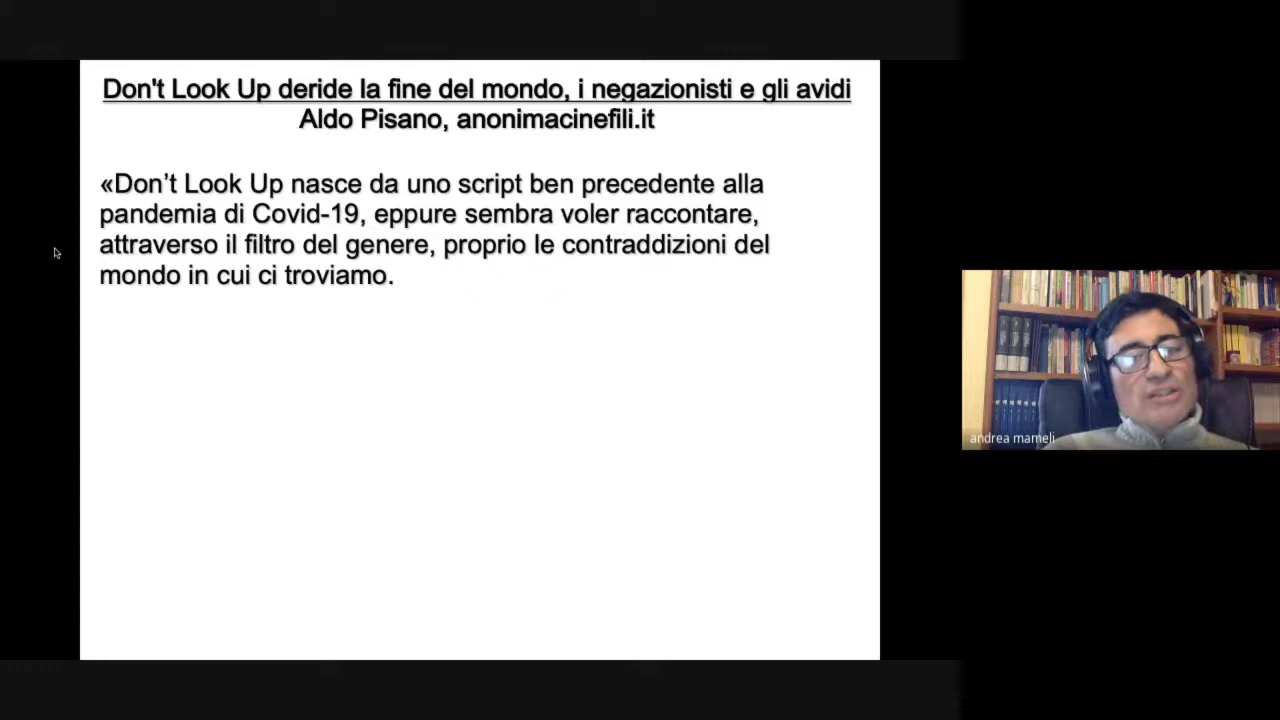 Don't Look Up deride la fine del mondo, i negazionisti e gli avidi
Aldo Pisano, anonimacinefili.it
«Don’t Look Up nasce da uno script ben precedente alla
pandemia di Covid-19, eppure sembra voler raccontare,
attraverso il filtro del genere, proprio le contraddizioni del
mondo in cui ci troviamo.
andrea mameli